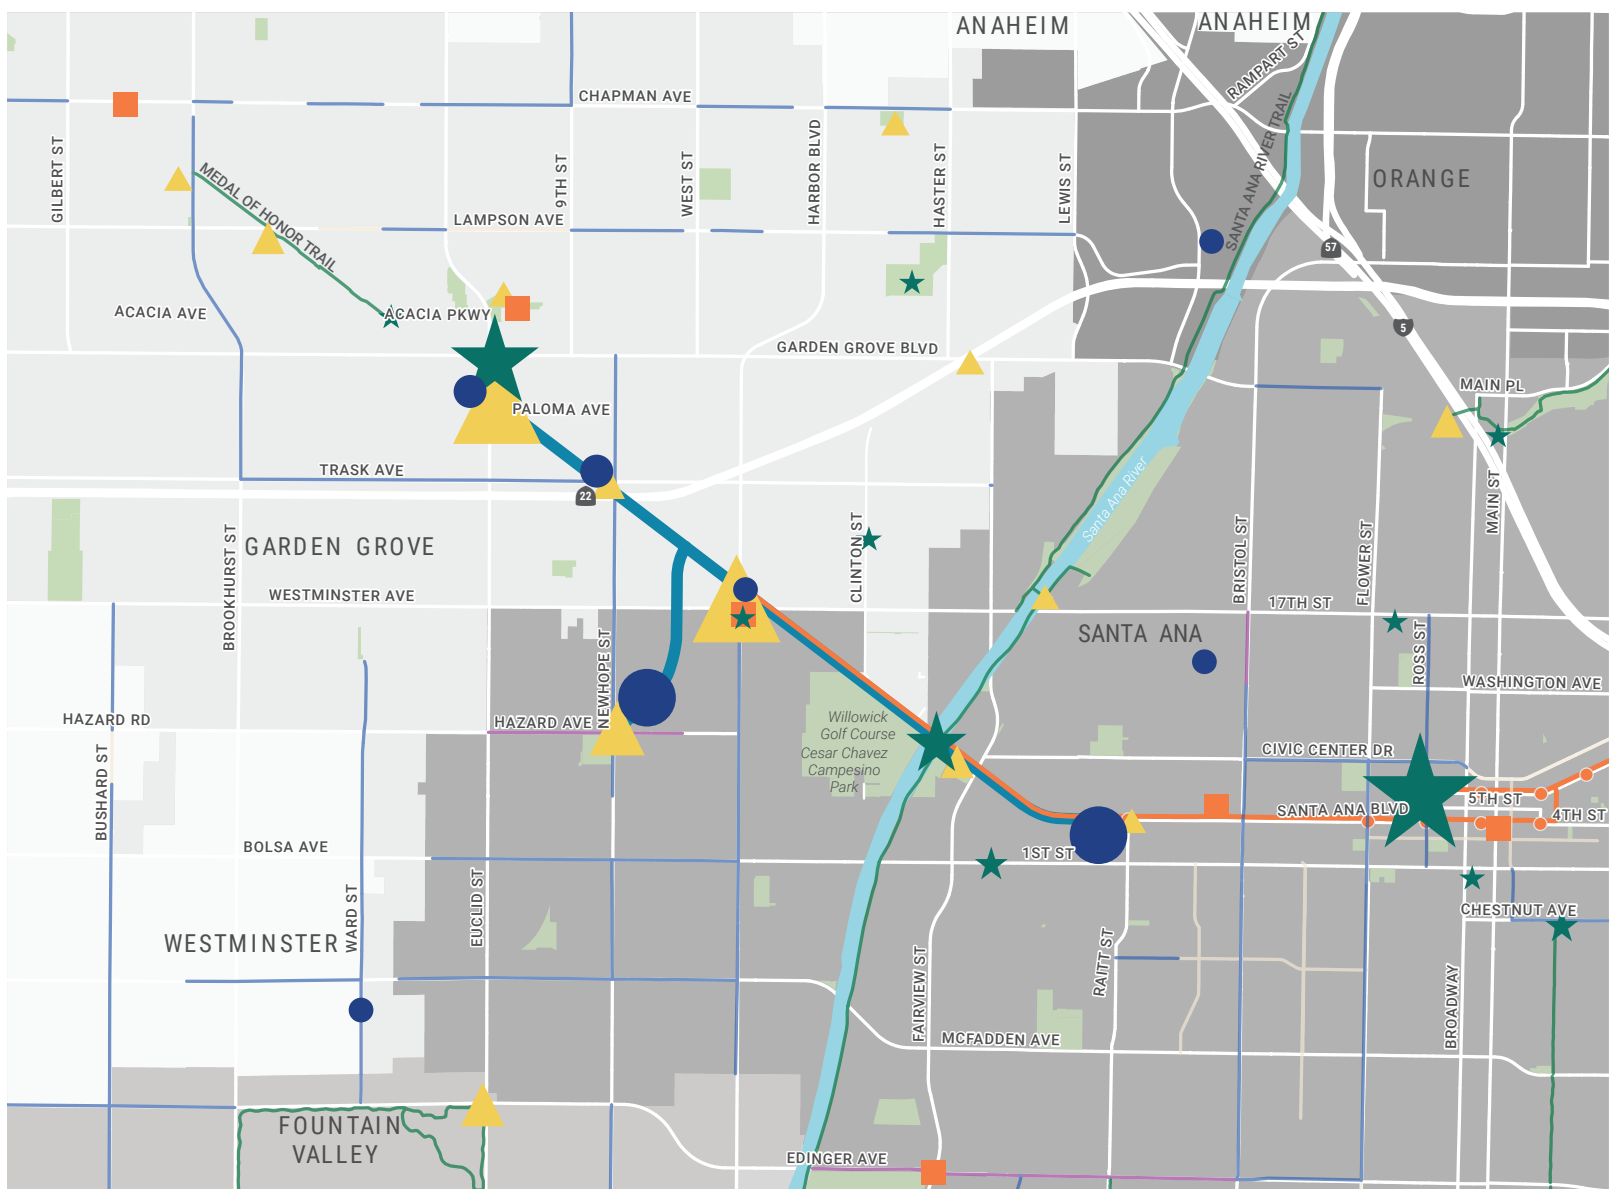 ANAHEIM
ANAHEIM
RAMPART ST
CHAPMAN AVE
SANTA ANA RIVER TRAIL
GILBERT ST
9TH ST
WEST ST
HARBOR BLVD
HASTER ST
LEWIS ST
ORANGE
MEDAL OF HONOR TRAIL
LAMPSON AVE
57
ACACIA AVE
ACACIA PKWY
5
GARDEN GROVE BLVD
MAIN PL
PALOMA AVE
TRASK AVE
22
Santa Ana River
MAIN ST
GARDEN GROVE
BROOKHURST ST
CLINTON ST
BRISTOL ST
FLOWER ST
WESTMINSTER AVE
17TH ST
SANTA ANA
ROSS ST
NEWHOPE ST
WASHINGTON AVE
HAZARD RD
HAZARD AVE
Willowick
Golf Course
Cesar Chavez
Campesino
Park
CIVIC CENTER DR
BUSHARD ST
5TH ST
SANTA ANA BLVD
4TH ST
BOLSA AVE
1ST ST
WARD ST
EUCLID ST
CHESTNUT AVE
WESTMINSTER
FAIRVIEW ST
RAITT ST
BROADWAY
MCFADDEN AVE
FOUNTAIN
VALLEY
EDINGER AVE